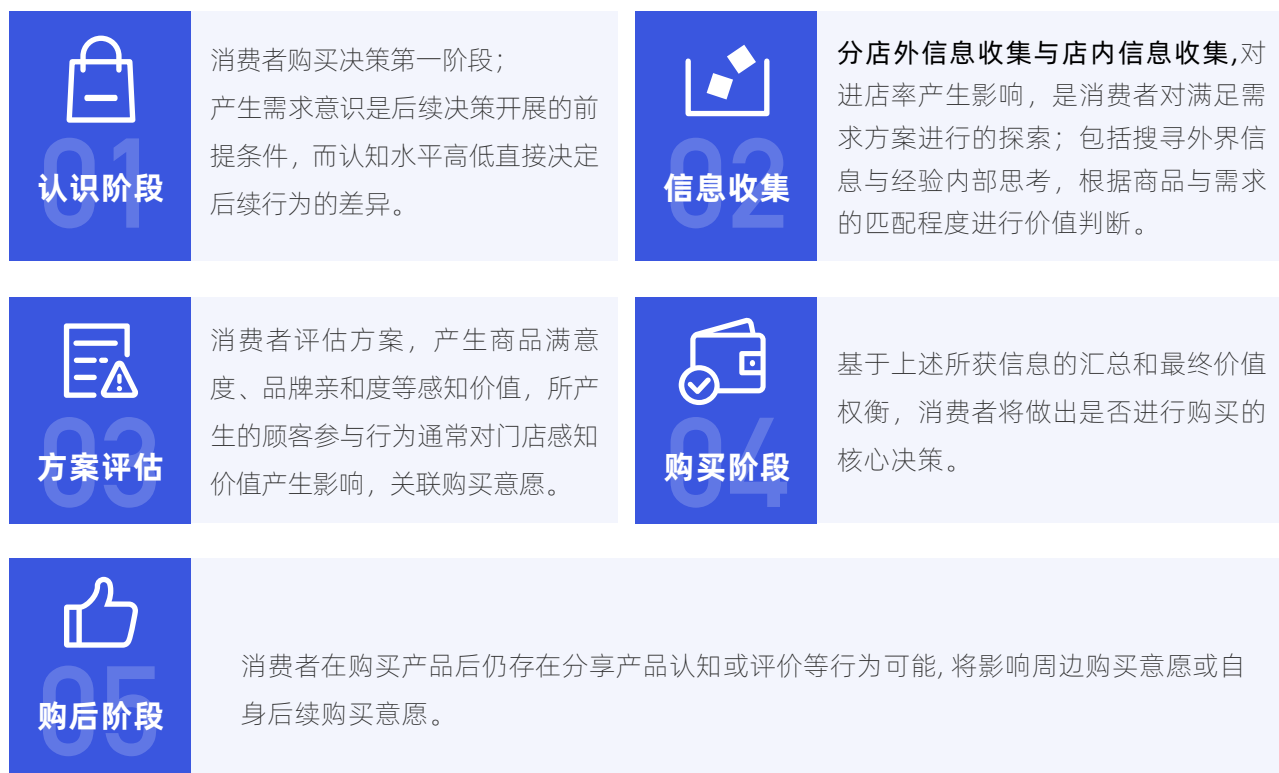 01
认识阶段
消费者购买决策第一阶段；
产生需求意识是后续决策开展的前
提条件，而认知水平高低直接决定
后续行为的差异。
02
信息收集
分店外信息收集与店内信息收集,对
进店率产生影响，是消费者对满足需
求方案进行的探索；包括搜寻外界信
息与经验内部思考，根据商品与需求
的匹配程度进行价值判断。
03
方案评估
消费者评估方案，产生商品满意
度、品牌亲和度等感知价值，所产
生的顾客参与行为通常对门店感知
价值产生影响，关联购买意愿。
04
购买阶段
基于上述所获信息的汇总和最终价值
权衡，消费者将做出是否进行购买的
核心决策。
05
购后阶段
消费者在购买产品后仍存在分享产品认知或评价等行为可能,将影响周边购买意愿或自
身后续购买意愿。